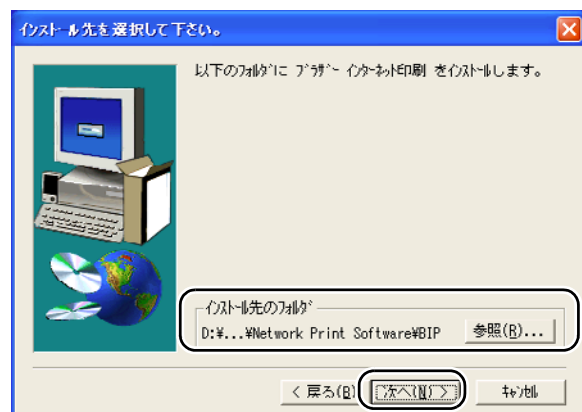 インストール先を選択して下さい。
以下のフォルダに ブラザー インターネット印刷 をインストールします。
インストール先のフォルダ
D:¥...¥Network Print Software¥BIP
参照(R)...
< 戻る(B)
次へ(N) >
キャンセル